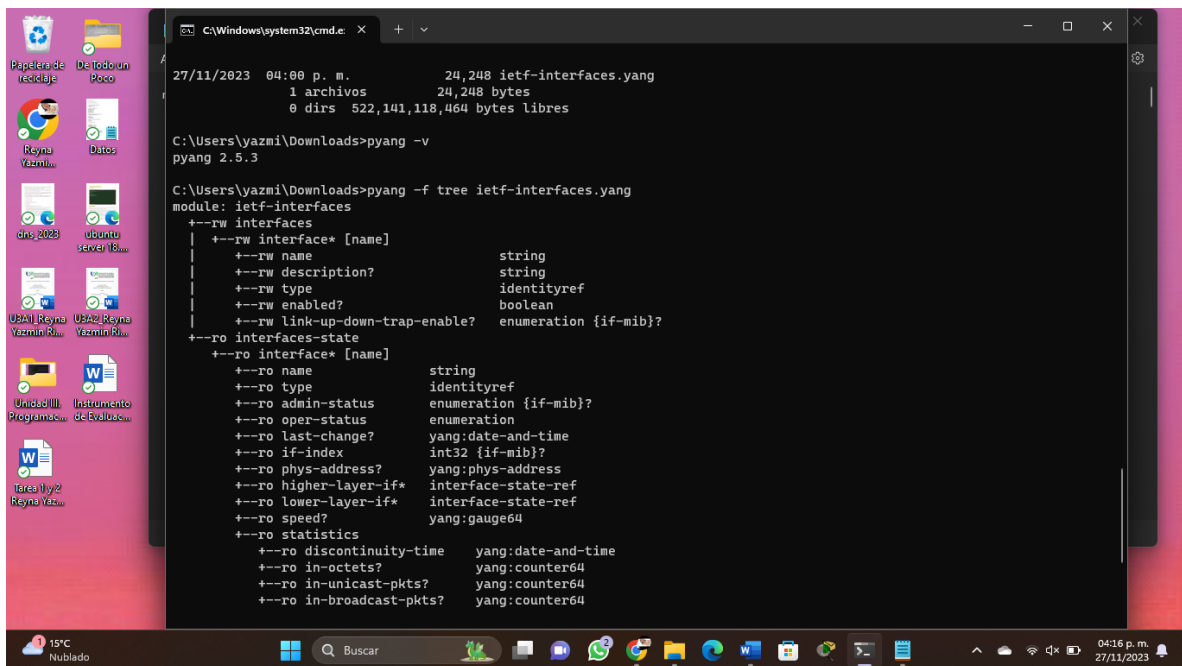 C:\Windows\system32\cmd.e:
27/11/2023  04:00 p. m.            24,248 ietf-interfaces.yang
               1 archivos         24,248 bytes
               0 dirs  522,141,118,464 bytes libres
C:\Users\yazmi\Downloads>pyang -v
pyang 2.5.3
C:\Users\yazmi\Downloads>pyang -f tree ietf-interfaces.yang
module: ietf-interfaces
  +--rw interfaces
  |  +--rw interface* [name]
  |     +--rw name                        string
  |     +--rw description?                string
  |     +--rw type                        identityref
  |     +--rw enabled?                    boolean
  |     +--rw link-up-down-trap-enable?   enumeration {if-mib}?
  +--ro interfaces-state
     +--ro interface* [name]
        +--ro name               string
        +--ro type               identityref
        +--ro admin-status       enumeration {if-mib}?
        +--ro oper-status        enumeration
        +--ro last-change?       yang:date-and-time
        +--ro if-index           int32 {if-mib}?
        +--ro phys-address?      yang:phys-address
        +--ro higher-layer-if*   interface-state-ref
        +--ro lower-layer-if*    interface-state-ref
        +--ro speed?             yang:gauge64
        +--ro statistics
           +--ro discontinuity-time    yang:date-and-time
           +--ro in-octets?            yang:counter64
           +--ro in-unicast-pkts?      yang:counter64
           +--ro in-broadcast-pkts?    yang:counter64
Papelera de
reciclaje
De Todo un
Poco
Reyna
Yazmi...
Datos
dns_2023
ubuntu
server 18....
U3A1_Reyna
Yazmin Ri...
U3A2_Reyna
Yazmin Ri...
Unidad III.
Programac...
Instrumento
de Evaluac...
Tarea 1 y 2
Reyna Yaz...
1
15°C
Nublado
Buscar
2
04:16 p. m.
27/11/2023